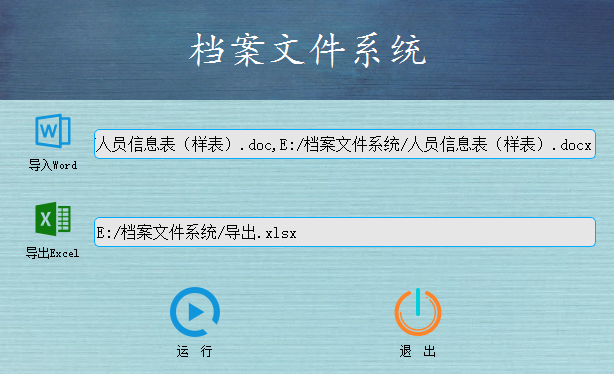 档案文件系统
导入Word
人员信息表（样表）.doc,E:/档案文件系统/人员信息表（样表）.docx
导出Excel
E:/档案文件系统/导出.xlsx
运 行
退 出